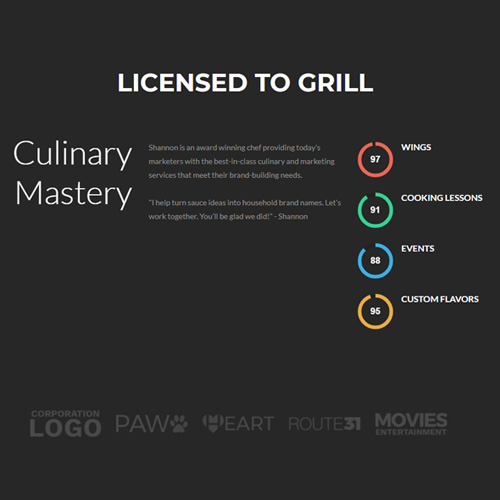 LICENSED TO GRILL
Culinary
Mastery
Shannon is an award winning chef providing today's
marketers with the best-in-class culinary and marketing
services that meet their brand-building needs.
"I help turn sauce ideas into household brand names. Let's
work together. You'll be glad we did!" - Shannon
97 WINGS
91 COOKING LESSONS
88 EVENTS
95 CUSTOM FLAVORS
CORPORATION
LOGO
PAW
HEART
ROUTE31
MOVIES
ENTERTAINMENT